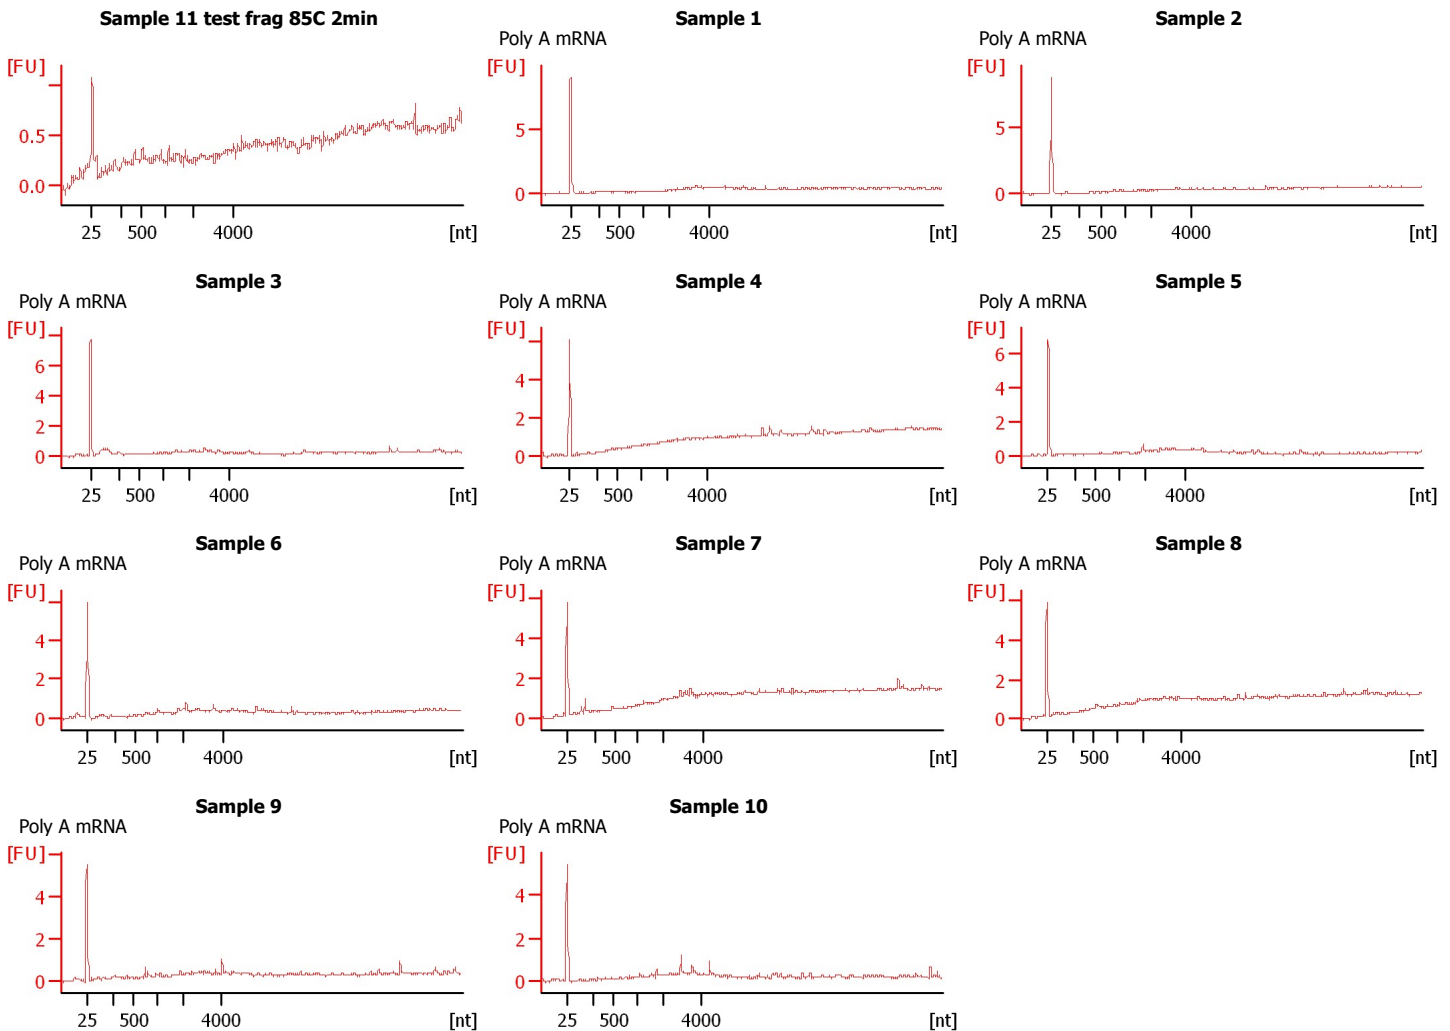 Sample 11 test frag 85C 2min
[FU]
0.5
0.0
25 500 4000 [nt]
Sample 1
Poly A mRNA
[FU]
5
0
25 500 4000 [nt]
Sample 2
Poly A mRNA
[FU]
5
0
25 500 4000 [nt]
Sample 3
Poly A mRNA
[FU]
6
4
2
0
25 500 4000 [nt]
Sample 4
Poly A mRNA
[FU]
4
2
0
25 500 4000 [nt]
Sample 5
Poly A mRNA
[FU]
6
4
2
0
25 500 4000 [nt]
Sample 6
Poly A mRNA
[FU]
4
2
0
25 500 4000 [nt]
Sample 7
Poly A mRNA
[FU]
4
2
0
25 500 4000 [nt]
Sample 8
Poly A mRNA
[FU]
4
2
0
25 500 4000 [nt]
Sample 9
Poly A mRNA
[FU]
4
2
0
25 500 4000 [nt]
Sample 10
Poly A mRNA
[FU]
4
2
0
25 500 4000 [nt]